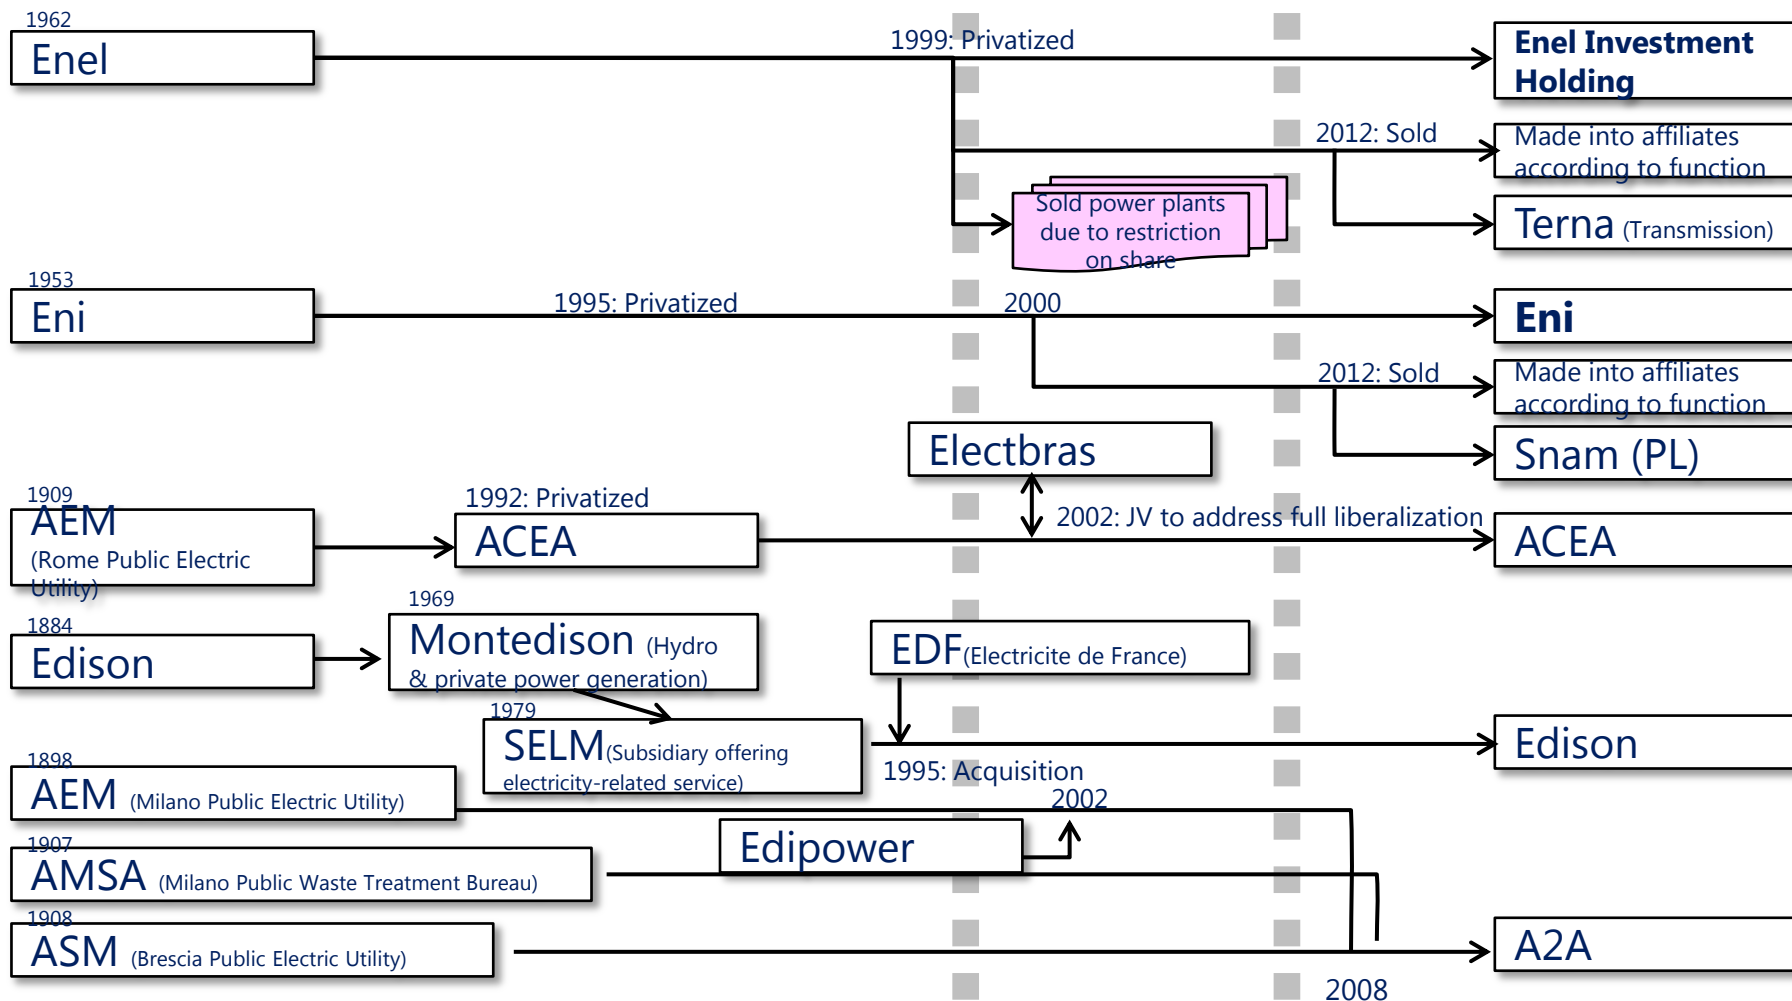 1962
Enel
1999: Privatized
Enel Investment
Holding
2012: Sold
Made into affiliates
according to function
Sold power plants
due to restriction
on share
Terna (Transmission)
1953
Eni
1995: Privatized
2000
Eni
2012: Sold
Made into affiliates
according to function
Electbras
Snam (PL)
1909
AEM
(Rome Public Electric
Utility)
1992: Privatized
ACEA
2002: JV to address full liberalization
ACEA
1884
Edison
1969
Montedison (Hydro
& private power generation)
EDF(Electricite de France)
1979
SELM(Subsidiary offering
electricity-related service)
1995: Acquisition
Edison
1898
AEM (Milano Public Electric Utility)
2002
Edipower
1907
AMSA (Milano Public Waste Treatment Bureau)
1908
ASM (Brescia Public Electric Utility)
A2A
2008